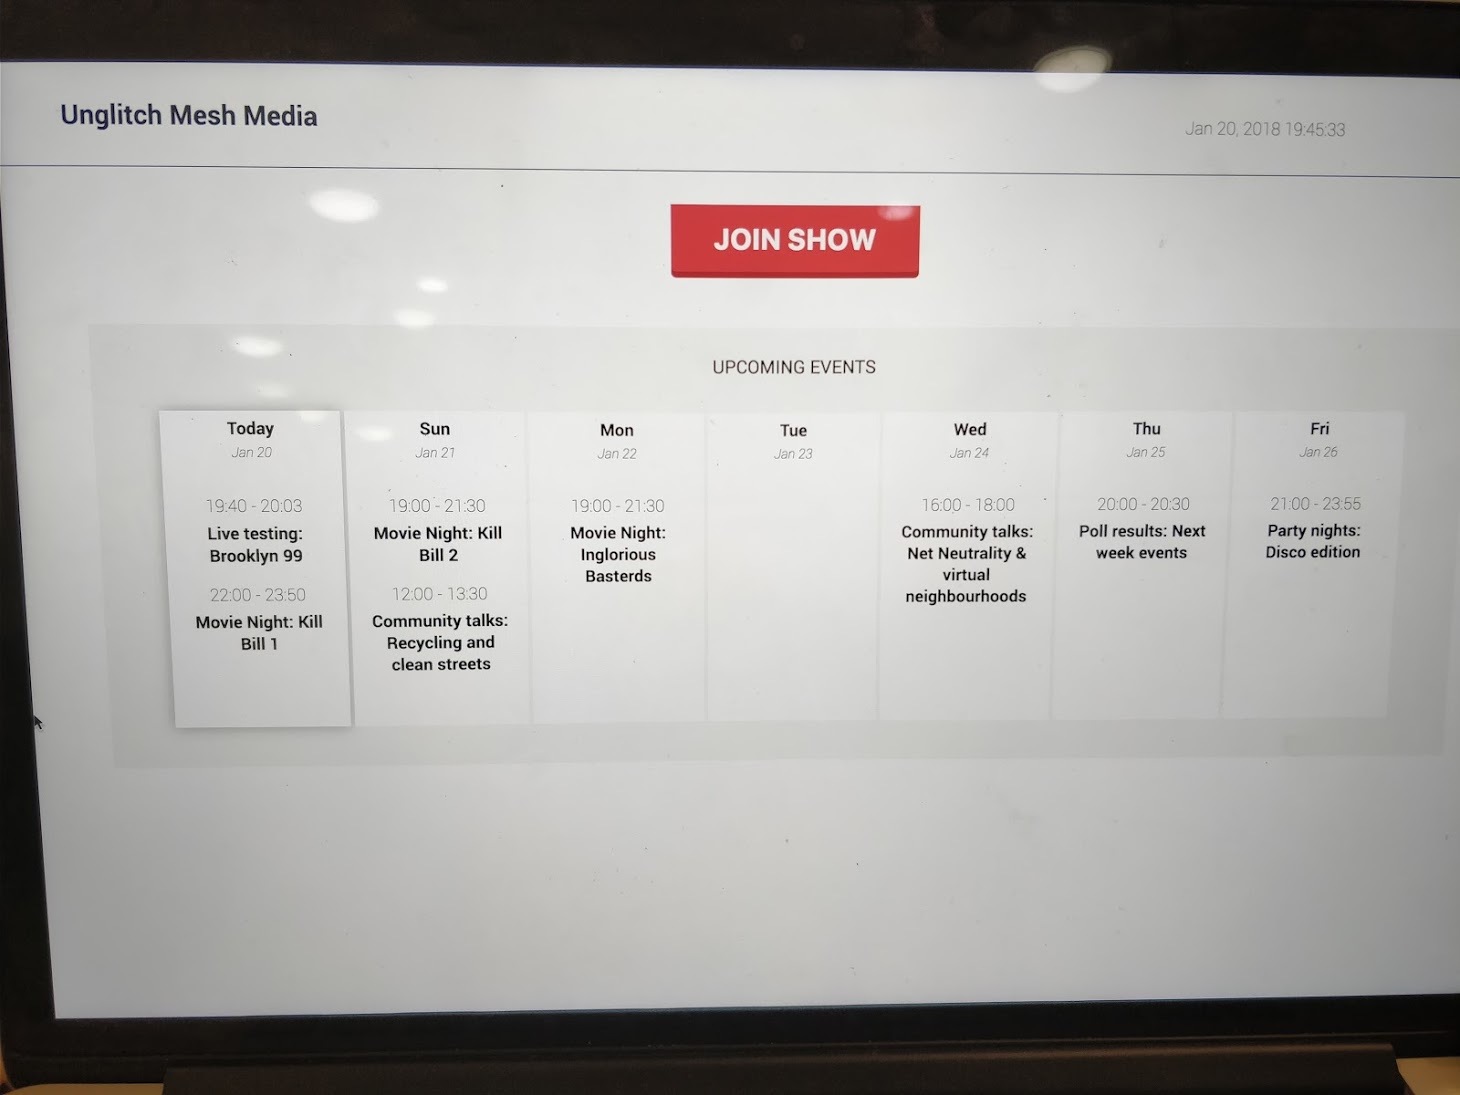 Unglitch Mesh Media
Jan 20, 2018 19:45:33
JOIN SHOW
UPCOMING EVENTS
Today
Jan 20
19:40 - 20:03
Live testing:
Brooklyn 99
22:00 - 23:50
Movie Night: Kill
Bill 1
Sun
Jan 21
19:00 - 21:30
Movie Night: Kill
Bill 2
12:00 - 13:30
Community talks:
Recycling and
clean streets
Mon
Jan 22
19:00 - 21:30
Movie Night:
Inglorious
Basterds
Tue
Jan 23
Wed
Jan 24
16:00 - 18:00
Community talks:
Net Neutrality &
virtual
neighbourhoods
Thu
Jan 25
20:00 - 20:30
Poll results: Next
week events
Fri
Jan 26
21:00 - 23:55
Party nights:
Disco edition